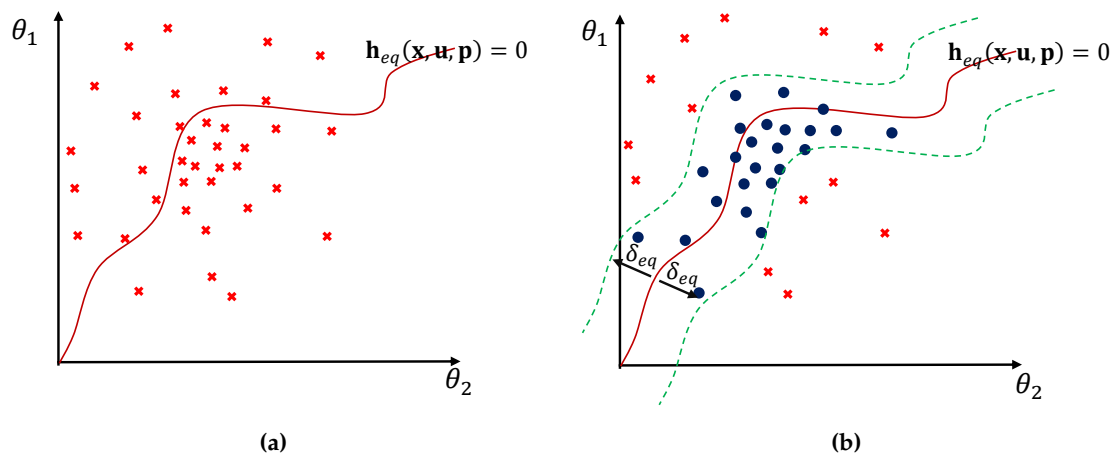 θ₁
h_eq(x, u, p) = 0
θ₂
(a)
θ₁
h_eq(x, u, p) = 0
δ_eq
δ_eq
θ₂
(b)